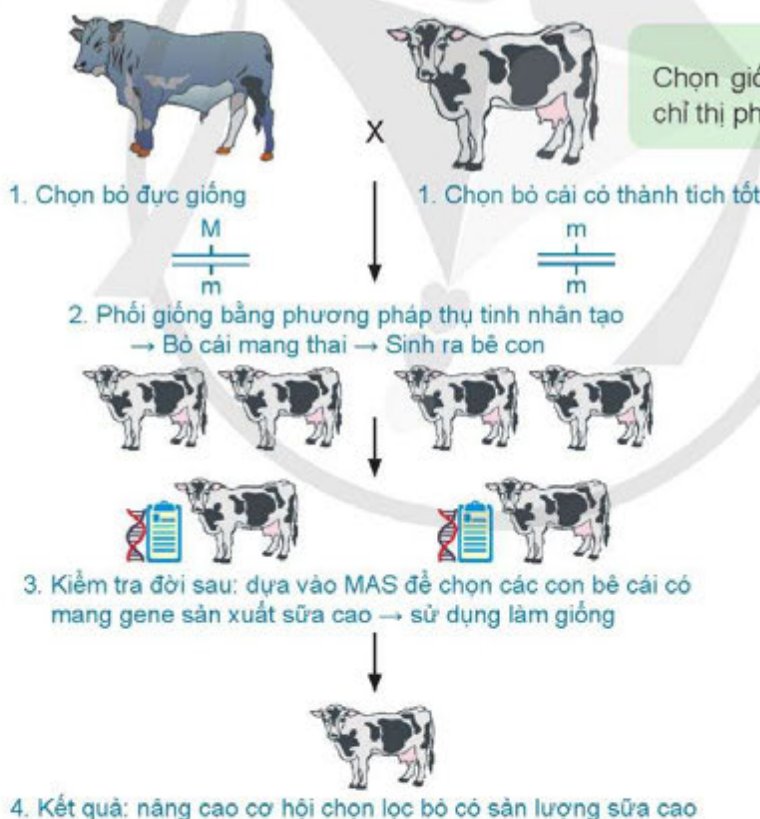 Chọn
chỉ thị
X
1. Chọn bò đực giống
1. Chọn bò cái có thành tích tốt
M
m
m
m
2. Phối giống bằng phương pháp thụ tinh nhân tạo
→ Bò cái mang thai → Sinh ra bê con
3. Kiểm tra đời sau: dựa vào MAS để chọn các con bê cái có
mang gene sản xuất sữa cao → sử dụng làm giống
4. Kết quả: nâng cao cơ hội chọn lọc bò có sản lượng sữa cao